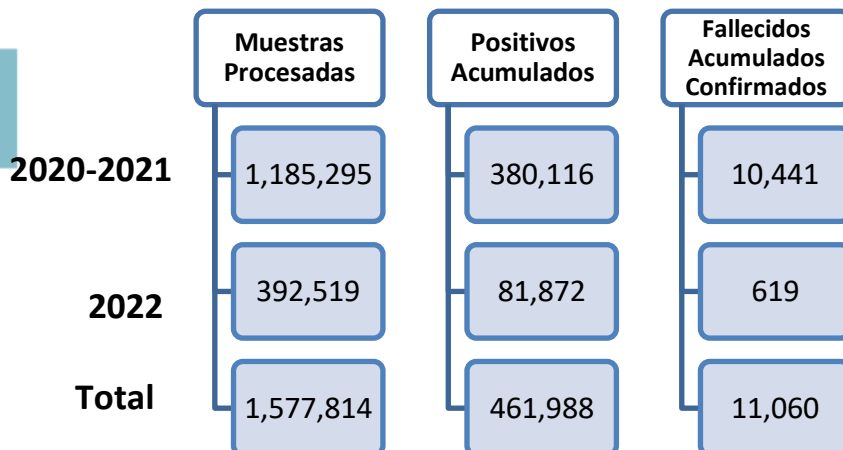 Muestras
Procesadas
Positivos
Acumulados
Fallecidos
Acumulados
Confirmados
2020-2021
1,185,295
380,116
10,441
2022
392,519
81,872
619
Total
1,577,814
461,988
11,060